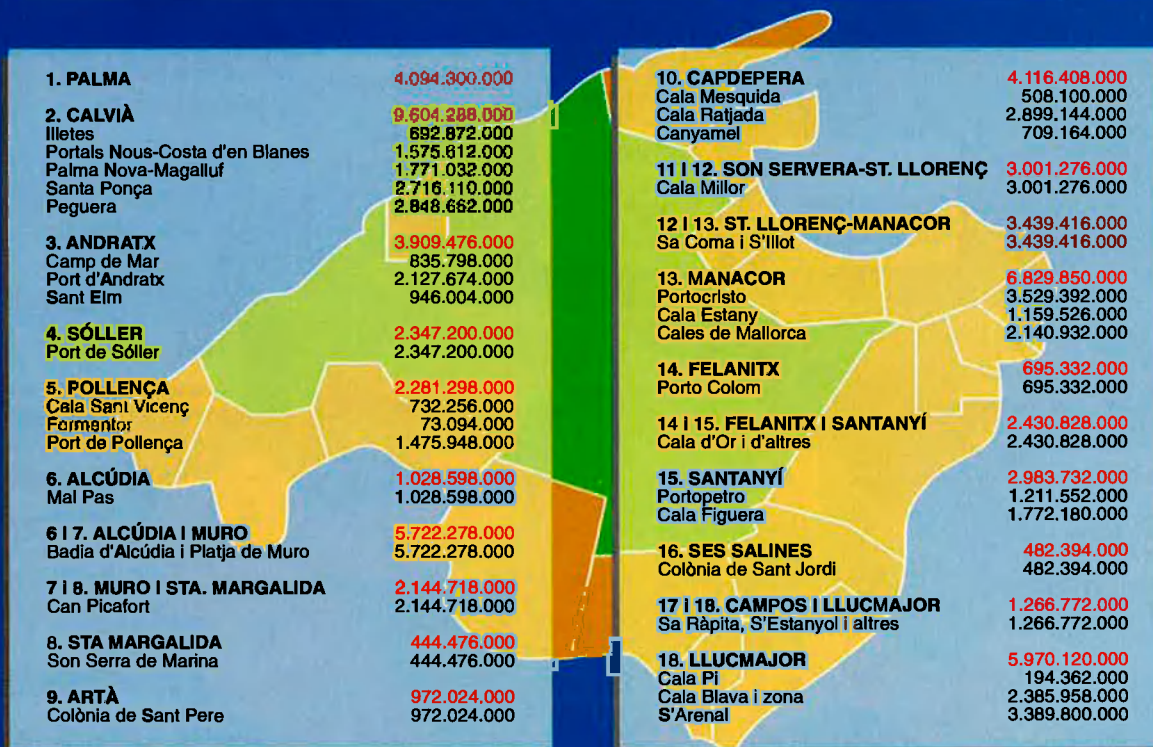 1. PALMA 4.094.300.000
2. CALVIÀ 9.604.288.000
Illetes 692.872.000
Portals Nous-Costa d'en Blanes 1.575.612.000
Palma Nova-Magalluf 1.771.032.000
Santa Ponça 2.716.110.000
Peguera 2.848.662.000
3. ANDRATX 3.909.476.000
Camp de Mar 835.798.000
Port d'Andratx 2.127.674.000
Sant Elm 946.004.000
4. SÓLLER 2.347.200.000
Port de Sóller 2.347.200.000
5. POLLENÇA 2.281.298.000
Cala Sant Vicenç 732.256.000
Formentor 73.094.000
Port de Pollença 1.475.948.000
6. ALCÚDIA 1.028.598.000
Mal Pas 1.028.598.000
6 I 7. ALCÚDIA I MURO 5.722.278.000
Badia d'Alcúdia i Platja de Muro 5.722.278.000
7 i 8. MURO I STA. MARGALIDA 2.144.718.000
Can Picafort 2.144.718.000
8. STA MARGALIDA 444.476.000
Son Serra de Marina 444.476.000
9. ARTÀ 972.024.000
Colònia de Sant Pere 972.024.000
10. CAPDEPERA 4.116.408.000
Cala Mesquida 508.100.000
Cala Ratjada 2.899.144.000
Canyamel 709.164.000
11 I 12. SON SERVERA-ST. LLORENÇ 3.001.276.000
Cala Millor 3.001.276.000
12 I 13. ST. LLORENÇ-MANACOR 3.439.416.000
Sa Coma i S'Illot 3.439.416.000
13. MANACOR 6.829.850.000
Portocristo 3.529.392.000
Cala Estany 1.159.526.000
Cales de Mallorca 2.140.932.000
14. FELANITX 695.332.000
Porto Colom 695.332.000
14 I 15. FELANITX I SANTANYÍ 2.430.828.000
Cala d'Or i d'altres 2.430.828.000
15. SANTANYÍ 2.983.732.000
Portopetro 1.211.552.000
Cala Figuera 1.772.180.000
16. SES SALINES 482.394.000
Colònia de Sant Jordi 482.394.000
17 i 18. CAMPOS I LLUCMAJOR 1.266.772.000
Sa Ràpita, S'Estanyol i altres 1.266.772.000
18. LLUCMAJOR 5.970.120.000
Cala Pi 194.362.000
Cala Blava i zona 2.385.958.000
S'Arenal 3.389.800.000